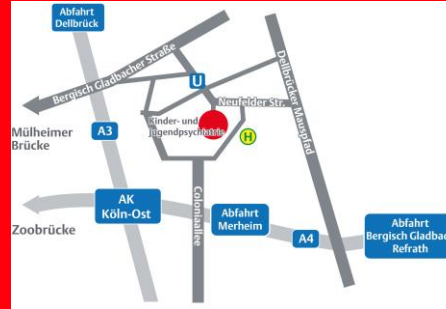 Abfahrt
Dellbrück
Bergisch Gladbacher Straße
U
Dellbrücker Mauspfad
Neufelder Str.
Kinder- und
Jugendpsychiatrie
H
A3
Mülheimer
Brücke
Coloniaallee
AK
Köln-Ost
Zoobrücke
Abfahrt
Merheim
A4
Abfahrt
Bergisch Gladbac
Refrath